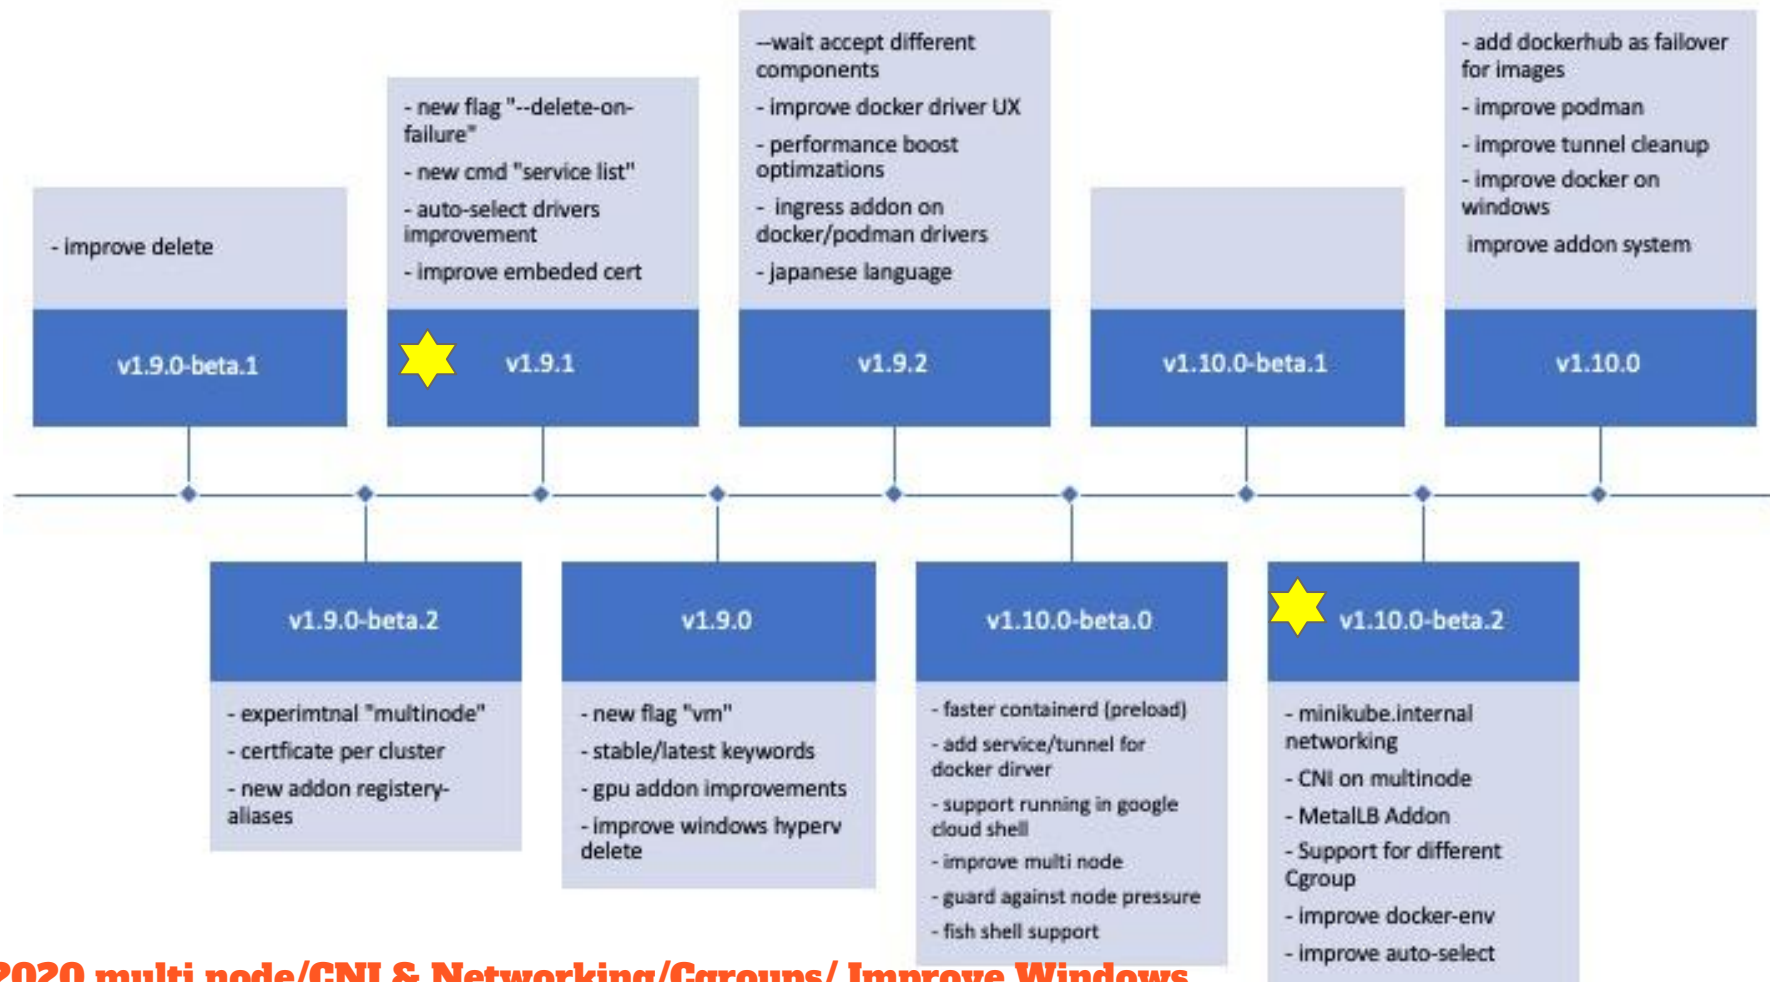 - improve delete
v1.9.0-beta.1
- new flag "--delete-on-
failure"
- new cmd "service list"
- auto-select drivers
improvement
- improve embeded cert
v1.9.1
--wait accept different
components
- improve docker driver UX
- performance boost
optimzations
- ingress addon on
docker/podman drivers
- japanese language
v1.9.2
v1.10.0-beta.1
- add dockerhub as failover
for images
- improve podman
- improve tunnel cleanup
- improve docker on
windows
improve addon system
v1.10.0
v1.9.0-beta.2
- experimtnal "multinode"
- certficate per cluster
- new addon registery-
aliases
v1.9.0
- new flag "vm"
- stable/latest keywords
- gpu addon improvements
- improve windows hyperv
delete
v1.10.0-beta.0
- faster containerd (preload)
- add service/tunnel for
docker dirver
- support running in google
cloud shell
- improve multi node
- guard against node pressure
- fish shell support
v1.10.0-beta.2
- minikube.internal
networking
- CNI on multinode
- MetalLB Addon
- Support for different
Cgroup
- improve docker-env
- improve auto-select
2020 multi node/CNI & Networking/Cgroups/ Improve Windows